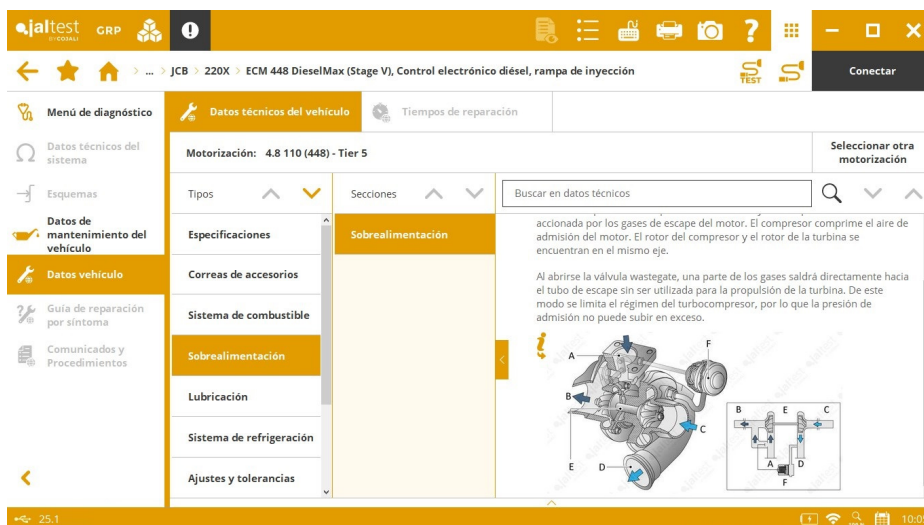 jaltest GRP
BY COJALI
> ... > JCB > 220X > ECM 448 DieselMax (Stage V), Control electrónico diésel, rampa de inyección
TEST
Conectar
Menú de diagnóstico
Datos técnicos del
sistema
Esquemas
Datos de
mantenimiento del
vehículo
Datos vehículo
Guía de reparación
por síntoma
Comunicados y
Procedimientos
Datos técnicos del vehículo
Tiempos de reparación
Motorización: 4.8 110 (448) - Tier 5
Seleccionar otra
motorización
Tipos
Secciones
Buscar en datos técnicos
Especificaciones
Correas de accesorios
Sistema de combustible
Sobrealimentación
Lubricación
Sistema de refrigeración
Ajustes y tolerancias
Sobrealimentación
accionada por los gases de escape del motor. El compresor comprime el aire de
admisión del motor. El rotor del compresor y el rotor de la turbina se
encuentran en el mismo eje.
Al abrirse la válvula wastegate, una parte de los gases saldrá directamente hacia
el tubo de escape sin ser utilizada para la propulsión de la turbina. De este
modo se limita el régimen del turbocompresor, por lo que la presión de
admisión no puede subir en exceso.
A
F
B
C
E
D
B E C
A D
F
25.1